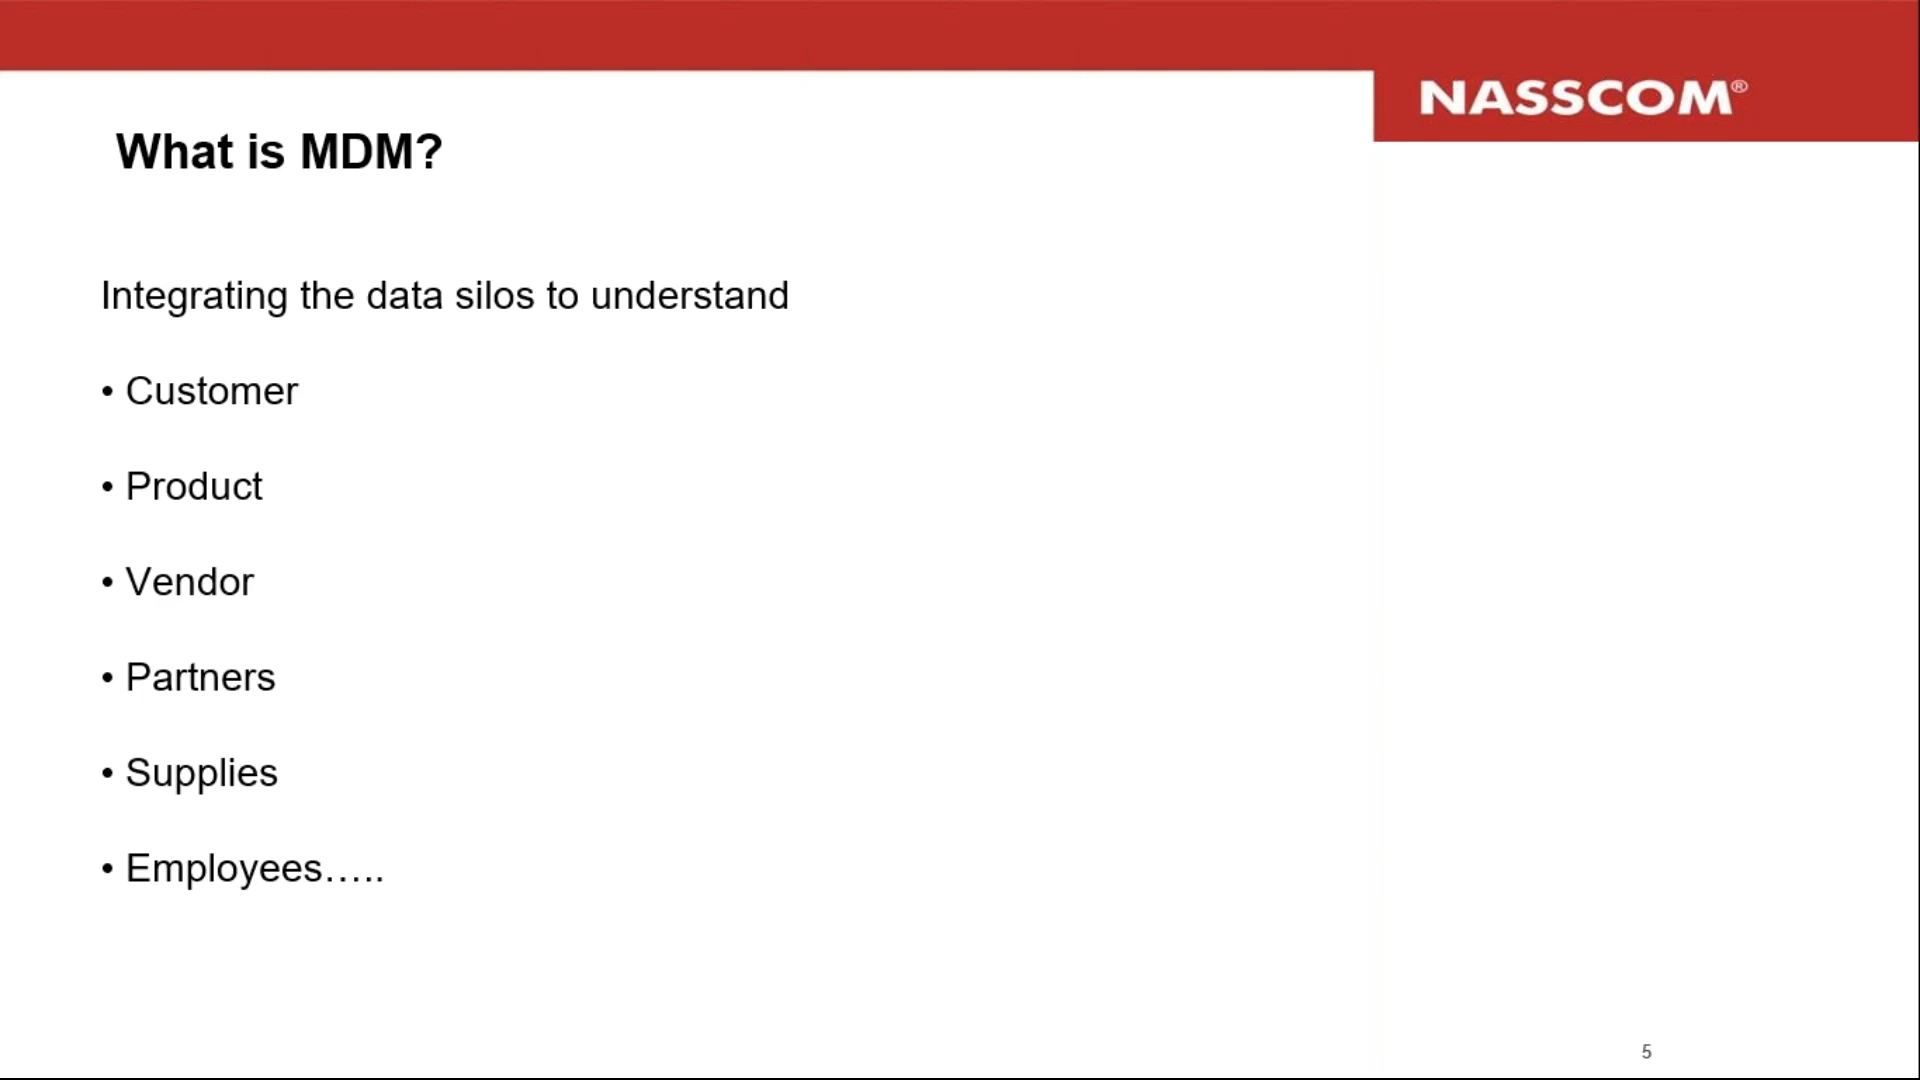 NASSCOM®
What is MDM?
Integrating the data silos to understand
• Customer
• Product
• Vendor
• Partners
• Supplies
• Employees…..
5